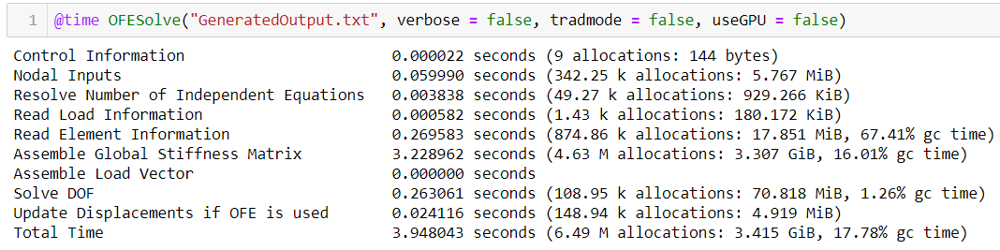 1 @time OFESolve("GeneratedOutput.txt", verbose = false, tradmode = false, useGPU = false)
Control Information 0.000022 seconds (9 allocations: 144 bytes)
Nodal Inputs 0.059990 seconds (342.25 k allocations: 5.767 MiB)
Resolve Number of Independent Equations 0.003838 seconds (49.27 k allocations: 929.266 KiB)
Read Load Information 0.000582 seconds (1.43 k allocations: 180.172 KiB)
Read Element Information 0.269583 seconds (874.86 k allocations: 17.851 MiB, 67.41% gc time)
Assemble Global Stiffness Matrix 3.228962 seconds (4.63 M allocations: 3.307 GiB, 16.01% gc time)
Assemble Load Vector 0.000000 seconds
Solve DOF 0.263061 seconds (108.95 k allocations: 70.818 MiB, 1.26% gc time)
Update Displacements if OFE is used 0.024116 seconds (148.94 k allocations: 4.919 MiB)
Total Time 3.948043 seconds (6.49 M allocations: 3.415 GiB, 17.78% gc time)